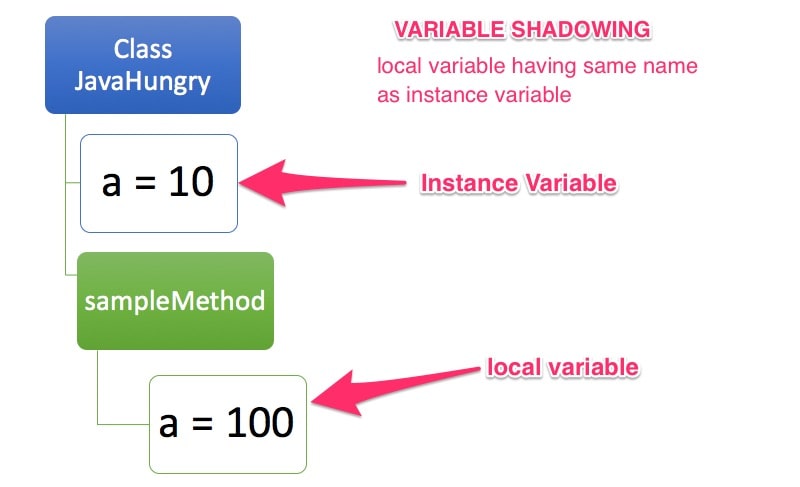 Class
JavaHungry
VARIABLE SHADOWING
local variable having same name
as instance variable
a = 10
Instance Variable
sampleMethod
local variable
a = 100